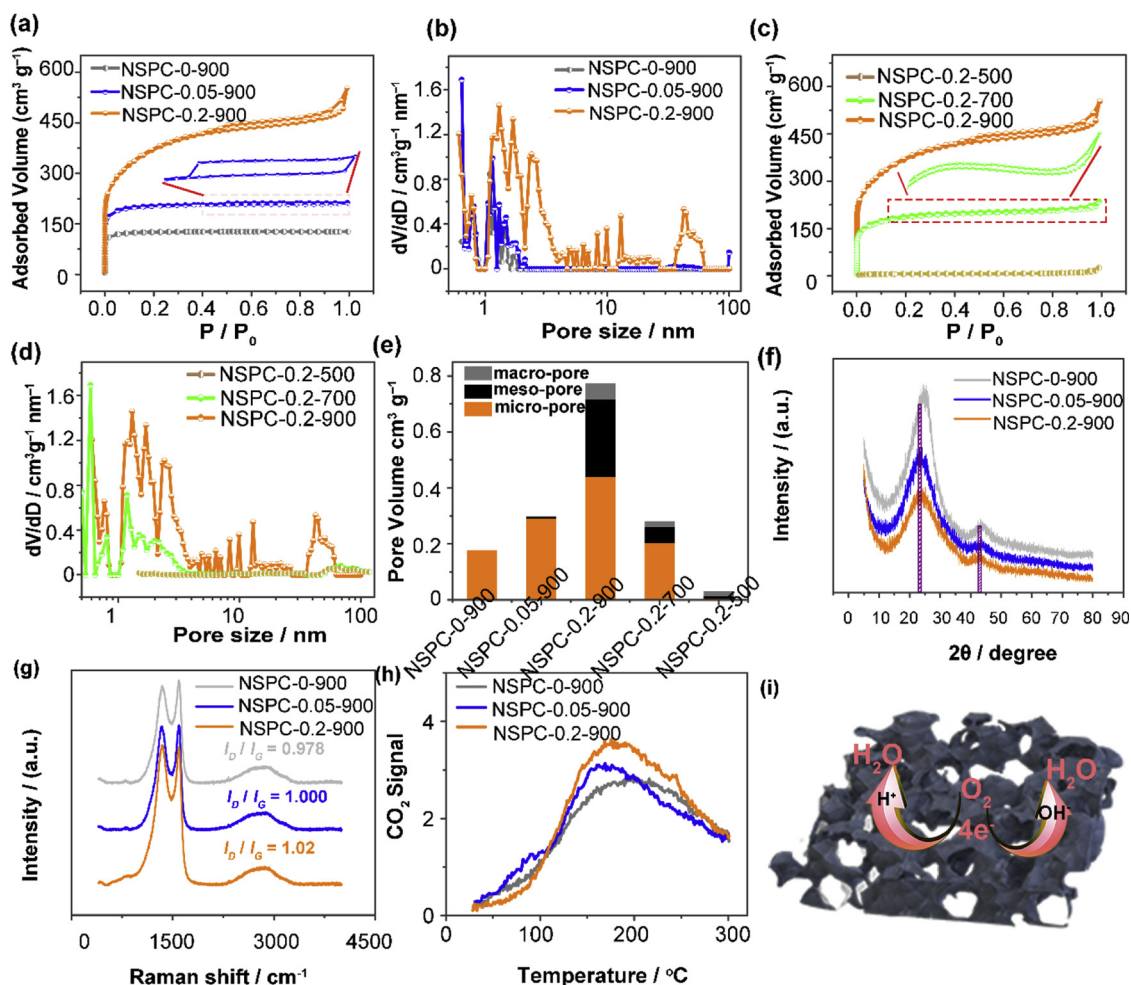 (a)
Adsorbed Volume (cm³ g⁻¹)
600
450
300
150
0
NSPC-0-900
NSPC-0.05-900
NSPC-0.2-900
0.0 0.2 0.4 0.6 0.8 1.0
P / P₀
(b)
dV/dD / cm³g⁻¹ nm⁻¹
1.6
1.2
0.8
0.4
0
NSPC-0-900
NSPC-0.05-900
NSPC-0.2-900
1 10 100
Pore size / nm
(c)
Adsorbed Volume (cm³ g⁻¹)
600
450
300
150
0
NSPC-0.2-500
NSPC-0.2-700
NSPC-0.2-900
0.0 0.2 0.4 0.6 0.8 1.0
P / P₀
(d)
dV/dD / cm³g⁻¹ nm⁻¹
1.6
1.2
0.8
0.4
0
NSPC-0.2-500
NSPC-0.2-700
NSPC-0.2-900
1 10 100
Pore size / nm
(e)
Pore Volume cm³ g⁻¹
0.8
0.6
0.4
0.2
0
macro-pore
meso-pore
micro-pore
NSPC-0-900
NSPC-0.05-900
NSPC-0.2-900
NSPC-0.2-700
NSPC-0.2-500
(f)
Intensity / (a.u.)
NSPC-0-900
NSPC-0.05-900
NSPC-0.2-900
0 10 20 30 40 50 60 70 80 90
2θ / degree
(g)
Intensity / (a.u.)
NSPC-0-900
NSPC-0.05-900
NSPC-0.2-900
I_D / I_G = 0.978
I_D / I_G = 1.000
I_D / I_G = 1.02
0 1500 3000 4500
Raman shift / cm⁻¹
(h)
CO₂ Signal
4
2
0
NSPC-0-900
NSPC-0.05-900
NSPC-0.2-900
0 100 200 300
Temperature / °C
(i)
H₂O
H⁺
O₂
4e⁻
OH⁻
H₂O